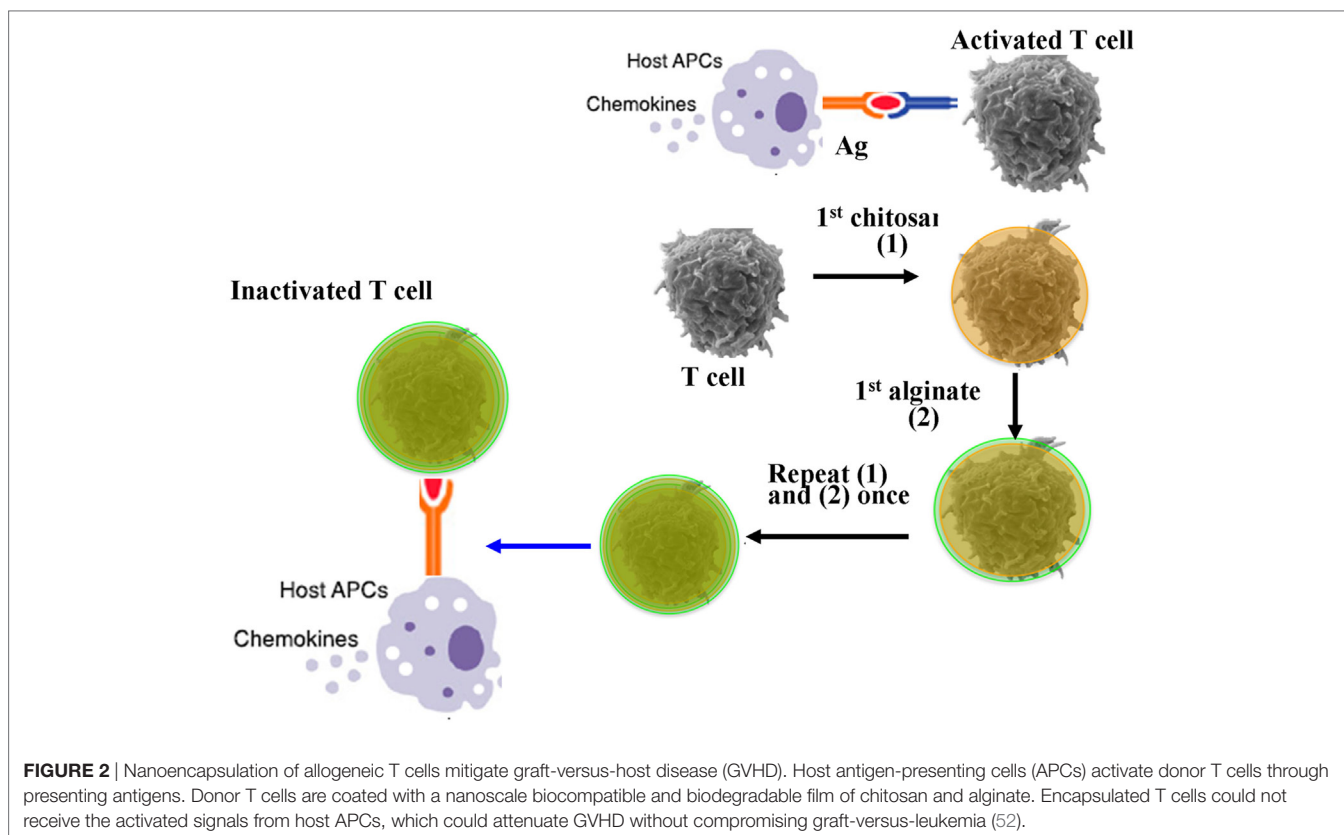 Activated T cell
Host APCs
Chemokines
Ag
1st chitosan
(1)
T cell
Inactivated T cell
1st alginate
(2)
Repeat (1)
and (2) once
Host APCs
Chemokines
FIGURE 2 | Nanoencapsulation of allogeneic T cells mitigate graft-versus-host disease (GVHD). Host antigen-presenting cells (APCs) activate donor T cells through
presenting antigens. Donor T cells are coated with a nanoscale biocompatible and biodegradable film of chitosan and alginate. Encapsulated T cells could not
receive the activated signals from host APCs, which could attenuate GVHD without compromising graft-versus-leukemia (52).